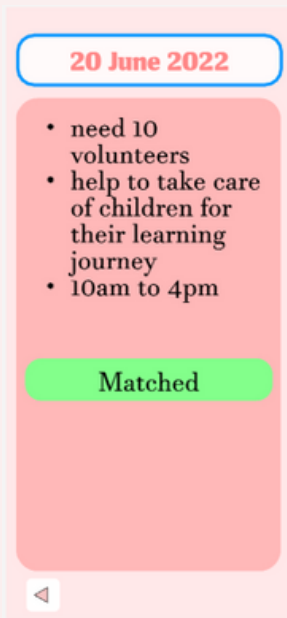 20 June 2022
• need 10
volunteers
• help to take care
of children for
their learning
journey
• 10am to 4pm
Matched